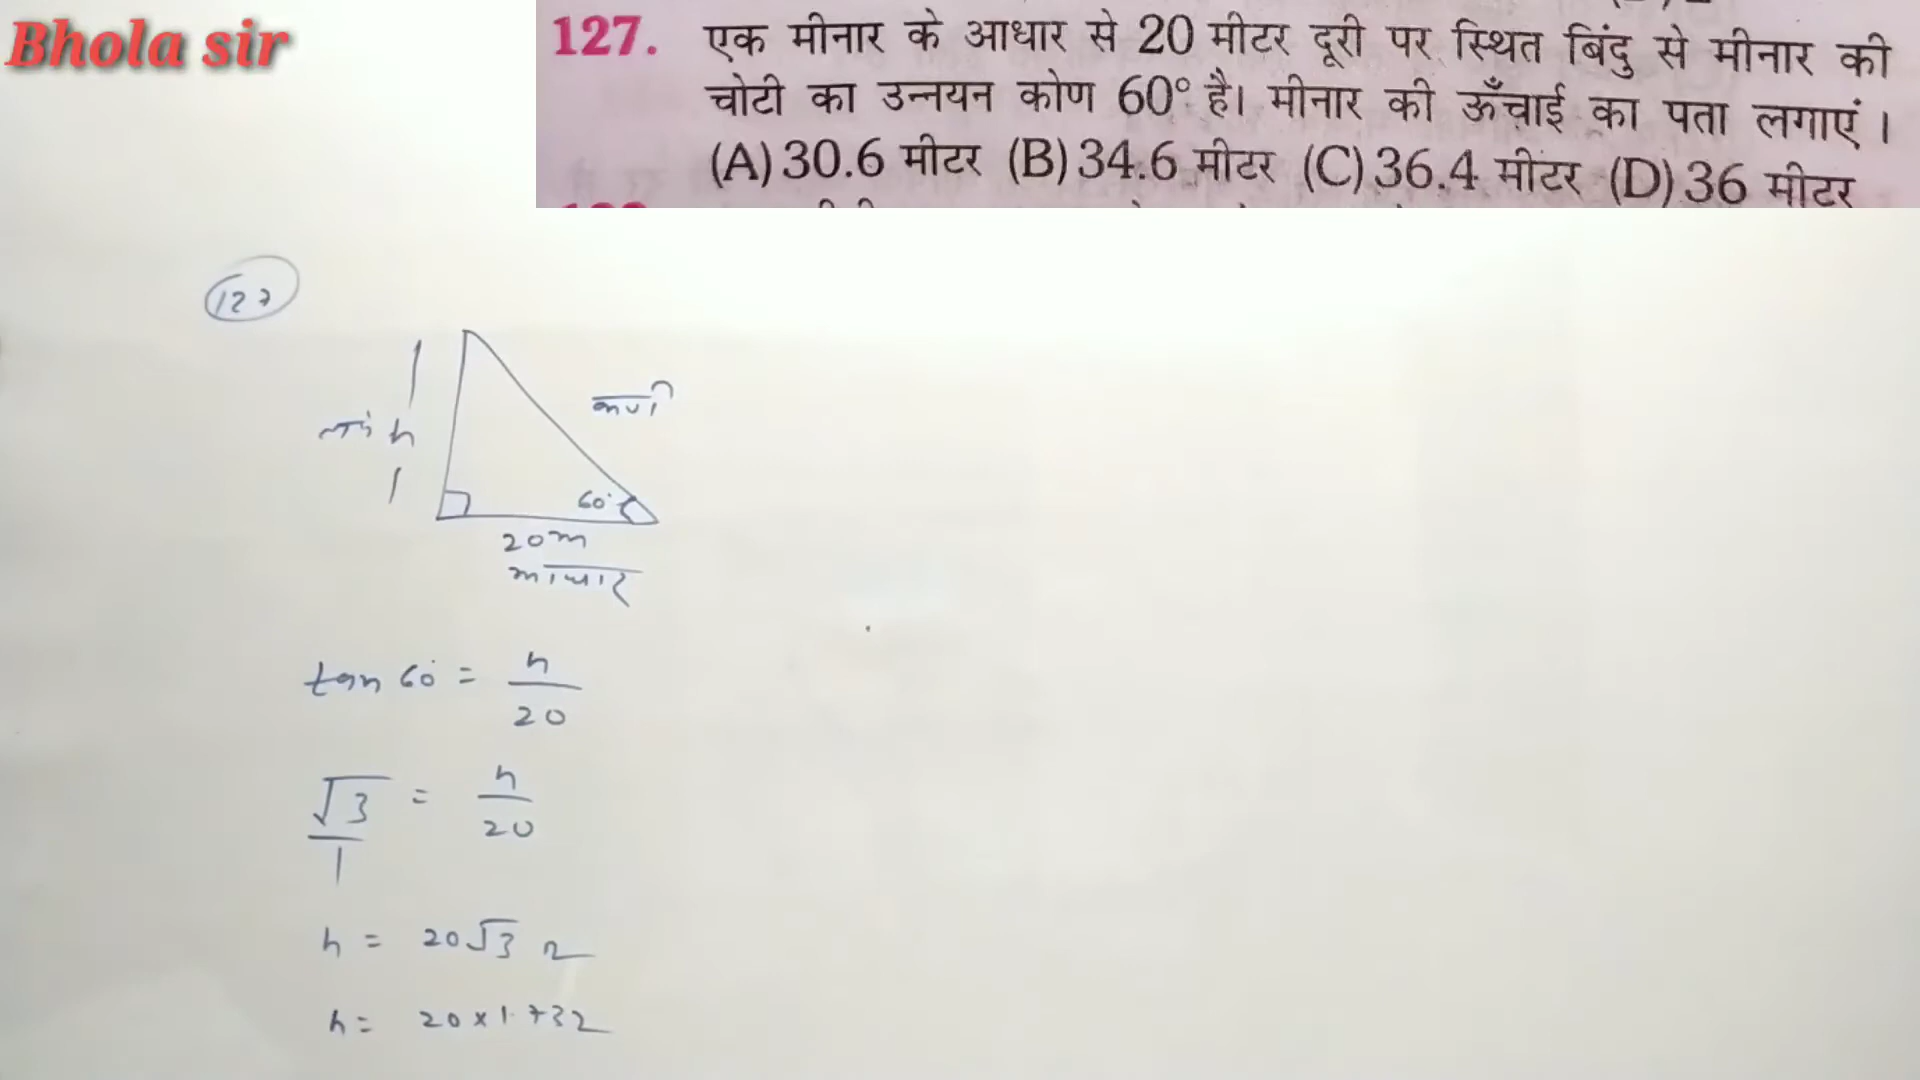 Bhola sir
127. एक मीनार के आधार से 20 मीटर दूरी पर स्थित बिंदु से मीनार की
चोटी का उन्नयन कोण 60° है। मीनार की ऊँचाई का पता लगाएं।
(A) 30.6 मीटर (B) 34.6 मीटर (C) 36.4 मीटर (D) 36 मीटर
127
कर्ण
लंब h
60°
20m
आधार
tan 60° = h/20
√3/1 = h/20
h = 20√3
h = 20 × 1.732